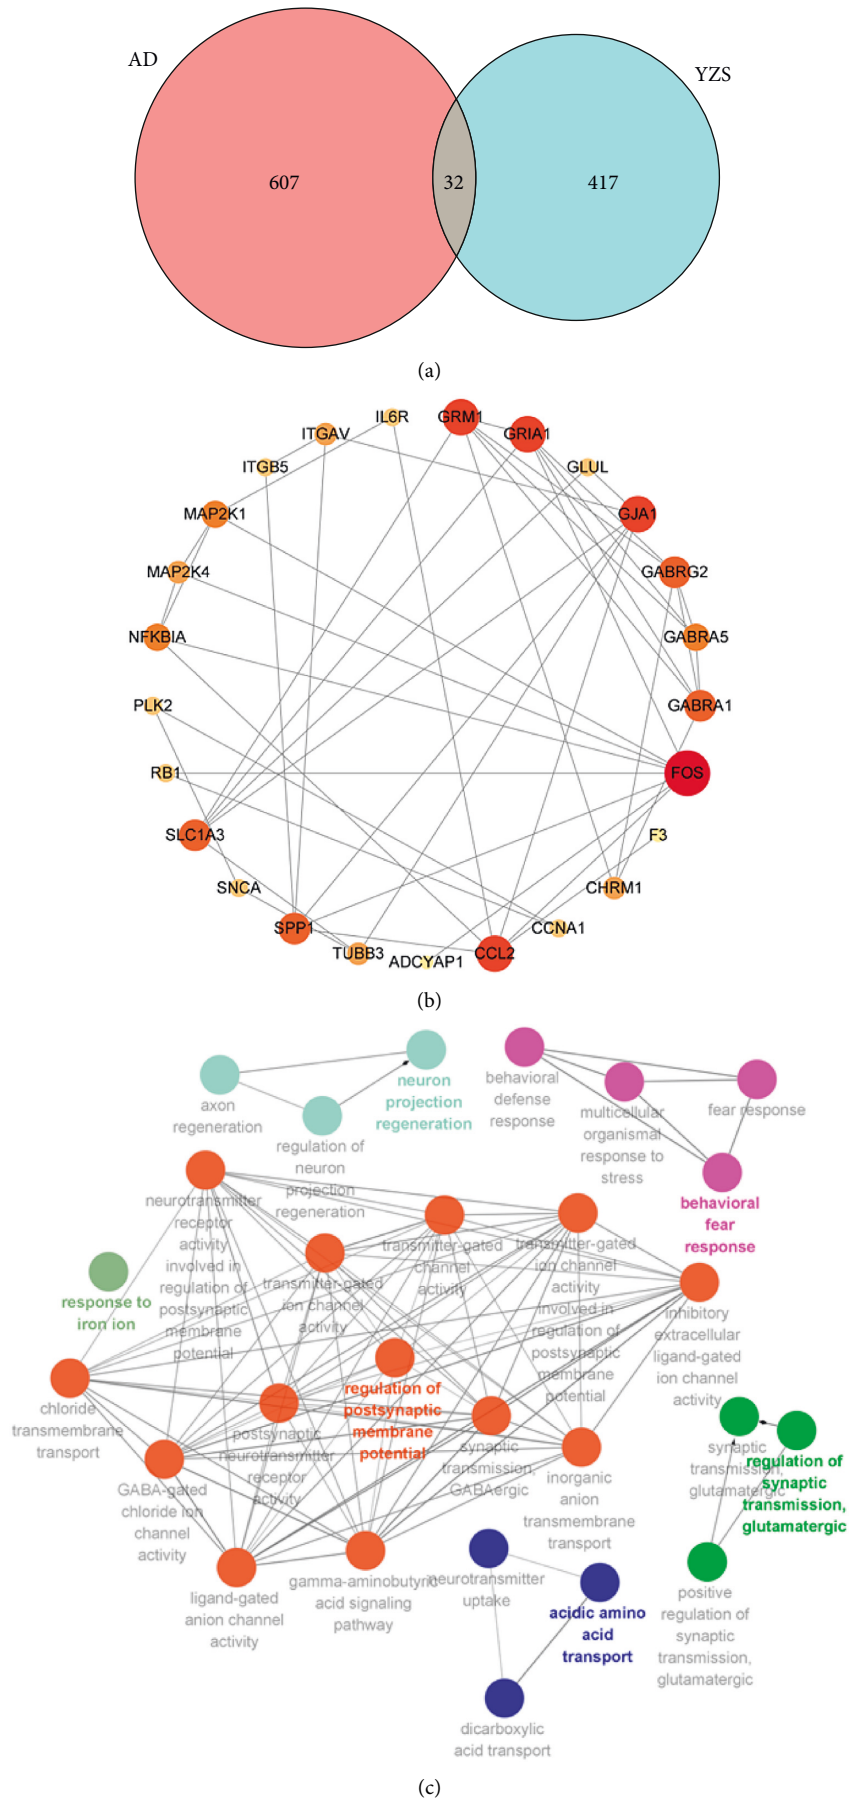 AD
YZS
607
32
417
(a)
IL6R
GRM1
ITGAV
GRIA1
ITGB5
GLUL
MAP2K1
GJA1
MAP2K4
GABRG2
NFKBIA
GABRA5
PLK2
GABRA1
RB1
FOS
SLC1A3
F3
SNCA
CHRM1
SPP1
CCNA1
TUBB3
ADCYAP1
CCL2
(b)
axon
regeneration
neuron
projection
regeneration
regulation of
neuron
projection
regeneration
behavioral
defense
response
multicellular
organismal
response to
stress
fear response
behavioral
fear
response
neurotransmitter
receptor
activity
involved in
regulation of
postsynaptic
membrane
potential
transmitter-gated
ion channel
activity
transmitter-gated
channel
activity
transmitter-gated
ion channel
activity
involved in
regulation of
postsynaptic
membrane
potential
response to
iron ion
inhibitory
extracellular
ligand-gated
ion channel
activity
chloride
transmembrane
transport
regulation of
postsynaptic
membrane
potential
postsynaptic
neurotransmitter
receptor
activity
synaptic
transmission,
GABAergic
GABA-gated
chloride ion
channel
activity
inorganic
anion
transmembrane
transport
synaptic
transmission,
glutamatergic
regulation of
synaptic
transmission,
glutamatergic
ligand-gated
anion channel
activity
gamma-aminobutyric
acid signaling
pathway
neurotransmitter
uptake
acidic amino
acid
transport
positive
regulation of
synaptic
transmission,
glutamatergic
dicarboxylic
acid transport
(c)